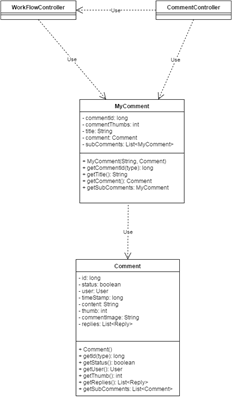 WorkFlowController
CommentController
Use
Use
Use
MyComment
- commentId: long
- commentThumbs: int
- title: String
- comment: Comment
- subComments: List<MyComment>
+ MyComment(String, Comment)
+ getCommentId(type): long
+ getTitle(): String
+ getComment(): Comment
+ getSubComments: MyComment
Use
Comment
- id: long
- status: boolean
- user: User
- timeStamp: long
- content: String
- thumb: int
- commentImage: String
- replies: List<Reply>
+ Comment()
+ getId(type): long
+ getStatus(): boolean
+ getUser(): User
+ getThumb(): int
+ getReplies(): List<Reply>
+ getSubComments: List<Comment>